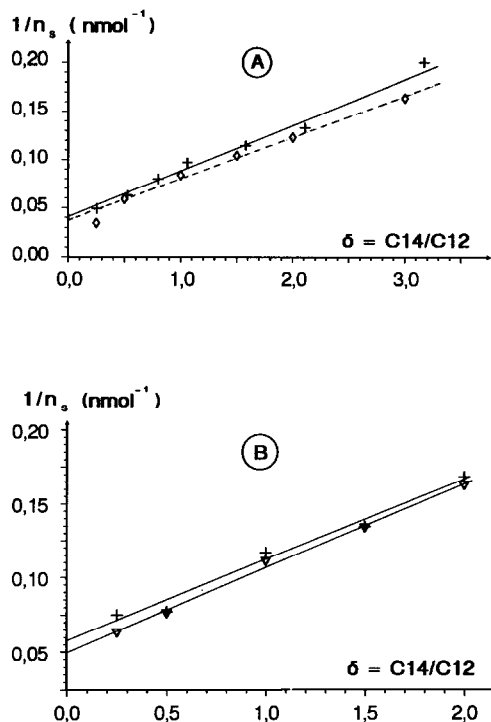 1/nₛ (nmol⁻¹)
A
0,20
0,15
0,10
0,05
0,00
δ = C14/C12
0,0 1,0 2,0 3,0
1/nₛ (nmol⁻¹)
B
0,20
0,15
0,10
0,05
δ = C14/C12
0,0 0,5 1,0 1,5 2,0